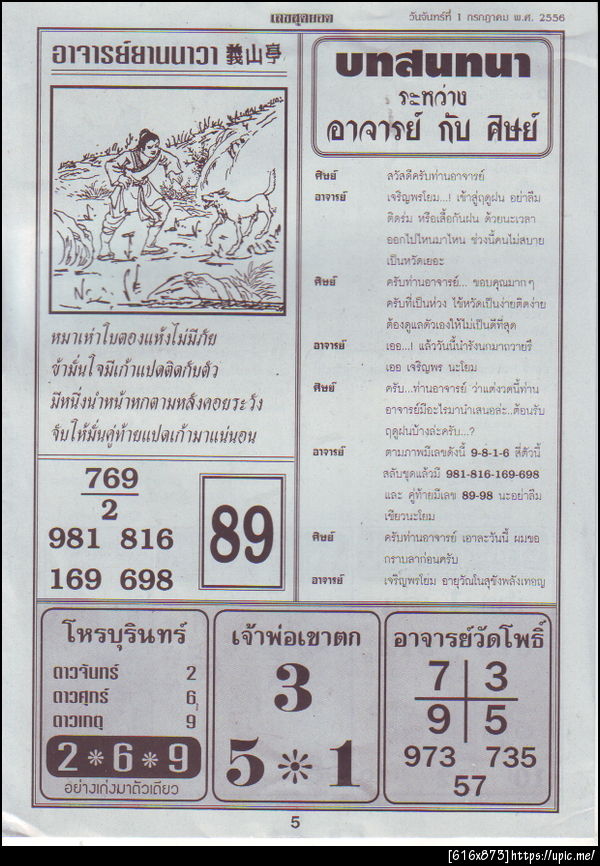 เลขสุดยอด
วันจันทร์ที่ 1 กรกฎาคม พ.ศ. 2556
อาจารย์ยานนาวา 義山亭
หมาเห่าใบตองแห้งไม่มีภัย
ข้ามั่นใจมีเก้าแปดติดกับตัว
มีหนึ่งนำหน้าหกตามหลังคอยระวัง
จับให้มั่นคู่ท้ายแปดเก้ามาแน่นอน
769
2
981 816
169 698
89
บทสนทนา
ระหว่าง
อาจารย์ กับ ศิษย์
ศิษย์ สวัสดีครับท่านอาจารย์
อาจารย์ เจริญพรโยม...! เข้าสู่ฤดูฝน อย่าลืม
ติดร่ม หรือเสื้อกันฝน ด้วยนะเวลา
ออกไปไหนมาไหน ช่วงนี้คนไม่สบาย
เป็นหวัดเยอะ
ศิษย์ ครับท่านอาจารย์... ขอบคุณมากๆ
ครับที่เป็นห่วง ไข้หวัดเป็นง่ายติดง่าย
ต้องดูแลตัวเองให้ไม่เป็นดีที่สุด
อาจารย์ เออ...! แล้ววันนี้นำรังนกมาถวายรึ
เออ เจริญพร นะโยม
ศิษย์ ครับ...ท่านอาจารย์ ว่าแต่งวดนี้ท่าน
อาจารย์มีอะไรมานำเสนอล่ะ...ต้อนรับ
ฤดูฝนบ้างล่ะครับ...?
อาจารย์ ตามภาพมีเลขดังนี้ 9-8-1-6 สี่ตัวนี้
สลับชุดแล้วมี 981-816-169-698
และ คู่ท้ายมีเลข 89-98 นะอย่าลืม
เชียวนะโยม
ศิษย์ ครับท่านอาจารย์ เอาละวันนี้ ผมขอ
กราบลาก่อนครับ
อาจารย์ เจริญพรโยม อายุวัณโนสุขังพลังเทอญ
โหรบุรินทร์
ดาวจันทร์ 2
ดาวศุกร์ 6
ดาวเกตุ 9
2*6*9
อย่างเก่งมาตัวเดียว
เจ้าพ่อเขาตก
3
5*1
อาจารย์วัดโพธิ์
7 3
9 5
973 735
57
5
[616x873]https://upic.me/